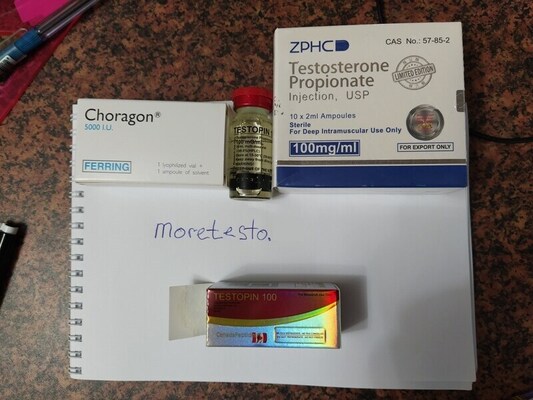 ZPHC
CAS No.: 57-85-2
Testosterone
Propionate
Injection, USP
LIMITED EDITION
10 x 2ml Ampoules
Sterile
For Deep Intramuscular Use Only
100mg/ml
FOR EXPORT ONLY
Choragon®
5000 I.U.
FERRING
1 lyophilised vial +
1 ampoule of solvent
TESTOPIN
moretesto.
TESTOPIN 100